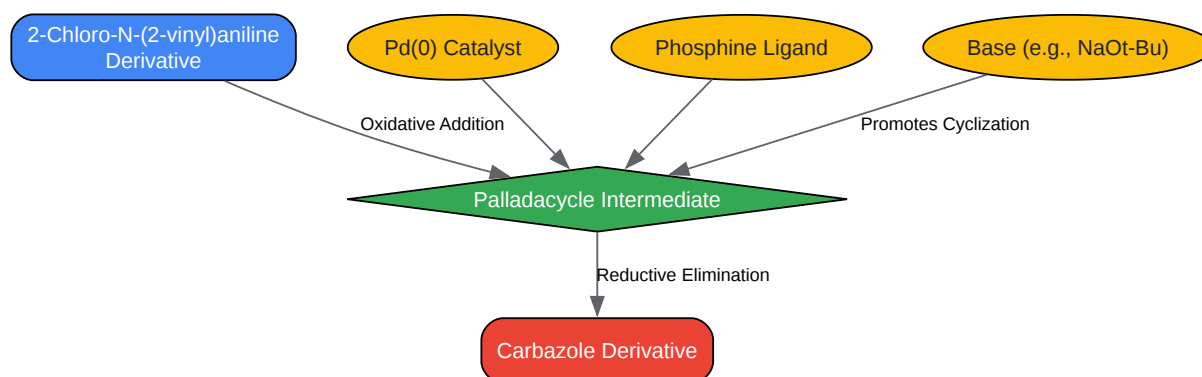 2-Chloro-N-(2-vinyl)aniline
Derivative
Pd(0) Catalyst
Phosphine Ligand
Base (e.g., NaOt-Bu)
Oxidative Addition
Promotes Cyclization
Palladacycle Intermediate
Reductive Elimination
Carbazole Derivative